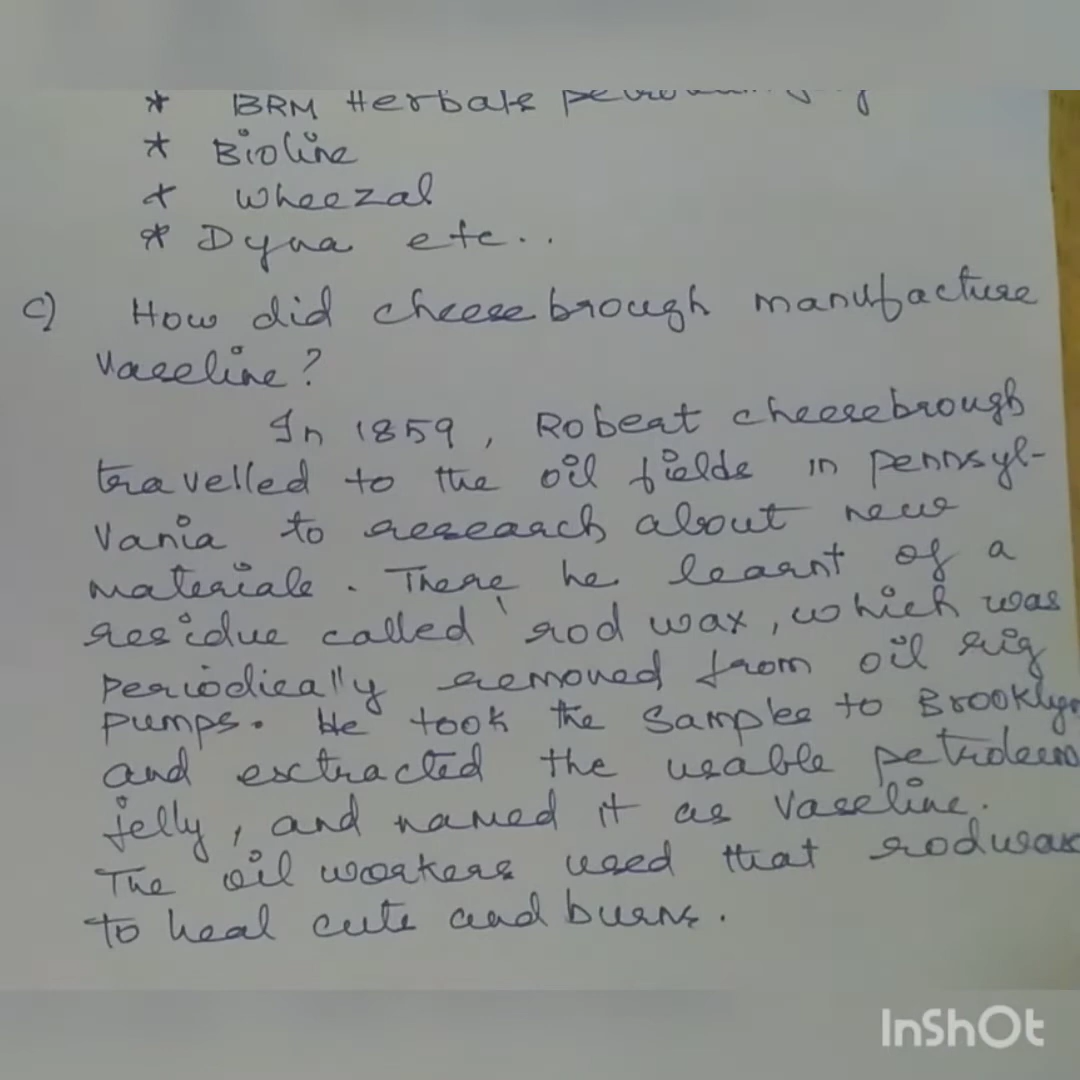 * BRM Herbals
* Bioline
* Wheezal
* Dyna etc..
c) How did cheesebrough manufacture
Vaseline?
In 1859, Robert cheesebrough
travelled to the oil fields in pennsyl-
vania to research about new
materials. There he learnt of a
residue called 'rod wax, which was
periodically removed from oil rig
pumps. He took the samples to Brooklyn
and esctracted the usable petroleum
jelly, and named it as Vaseline.
The oil workers used that rodwax
to heal cuts and burns.
InShOt